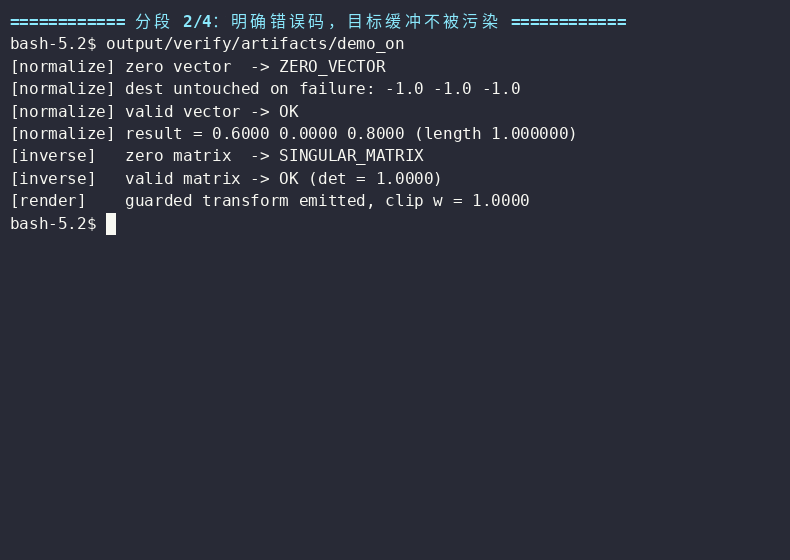 ============ 分段 2/4：明确错误码，目标缓冲不被污染 ============
bash-5.2$ output/verify/artifacts/demo_on
[normalize] zero vector  -> ZERO_VECTOR
[normalize] dest untouched on failure: -1.0 -1.0 -1.0
[normalize] valid vector -> OK
[normalize] result = 0.6000 0.0000 0.8000 (length 1.000000)
[inverse]   zero matrix  -> SINGULAR_MATRIX
[inverse]   valid matrix -> OK (det = 1.0000)
[render]    guarded transform emitted, clip w = 1.0000
bash-5.2$